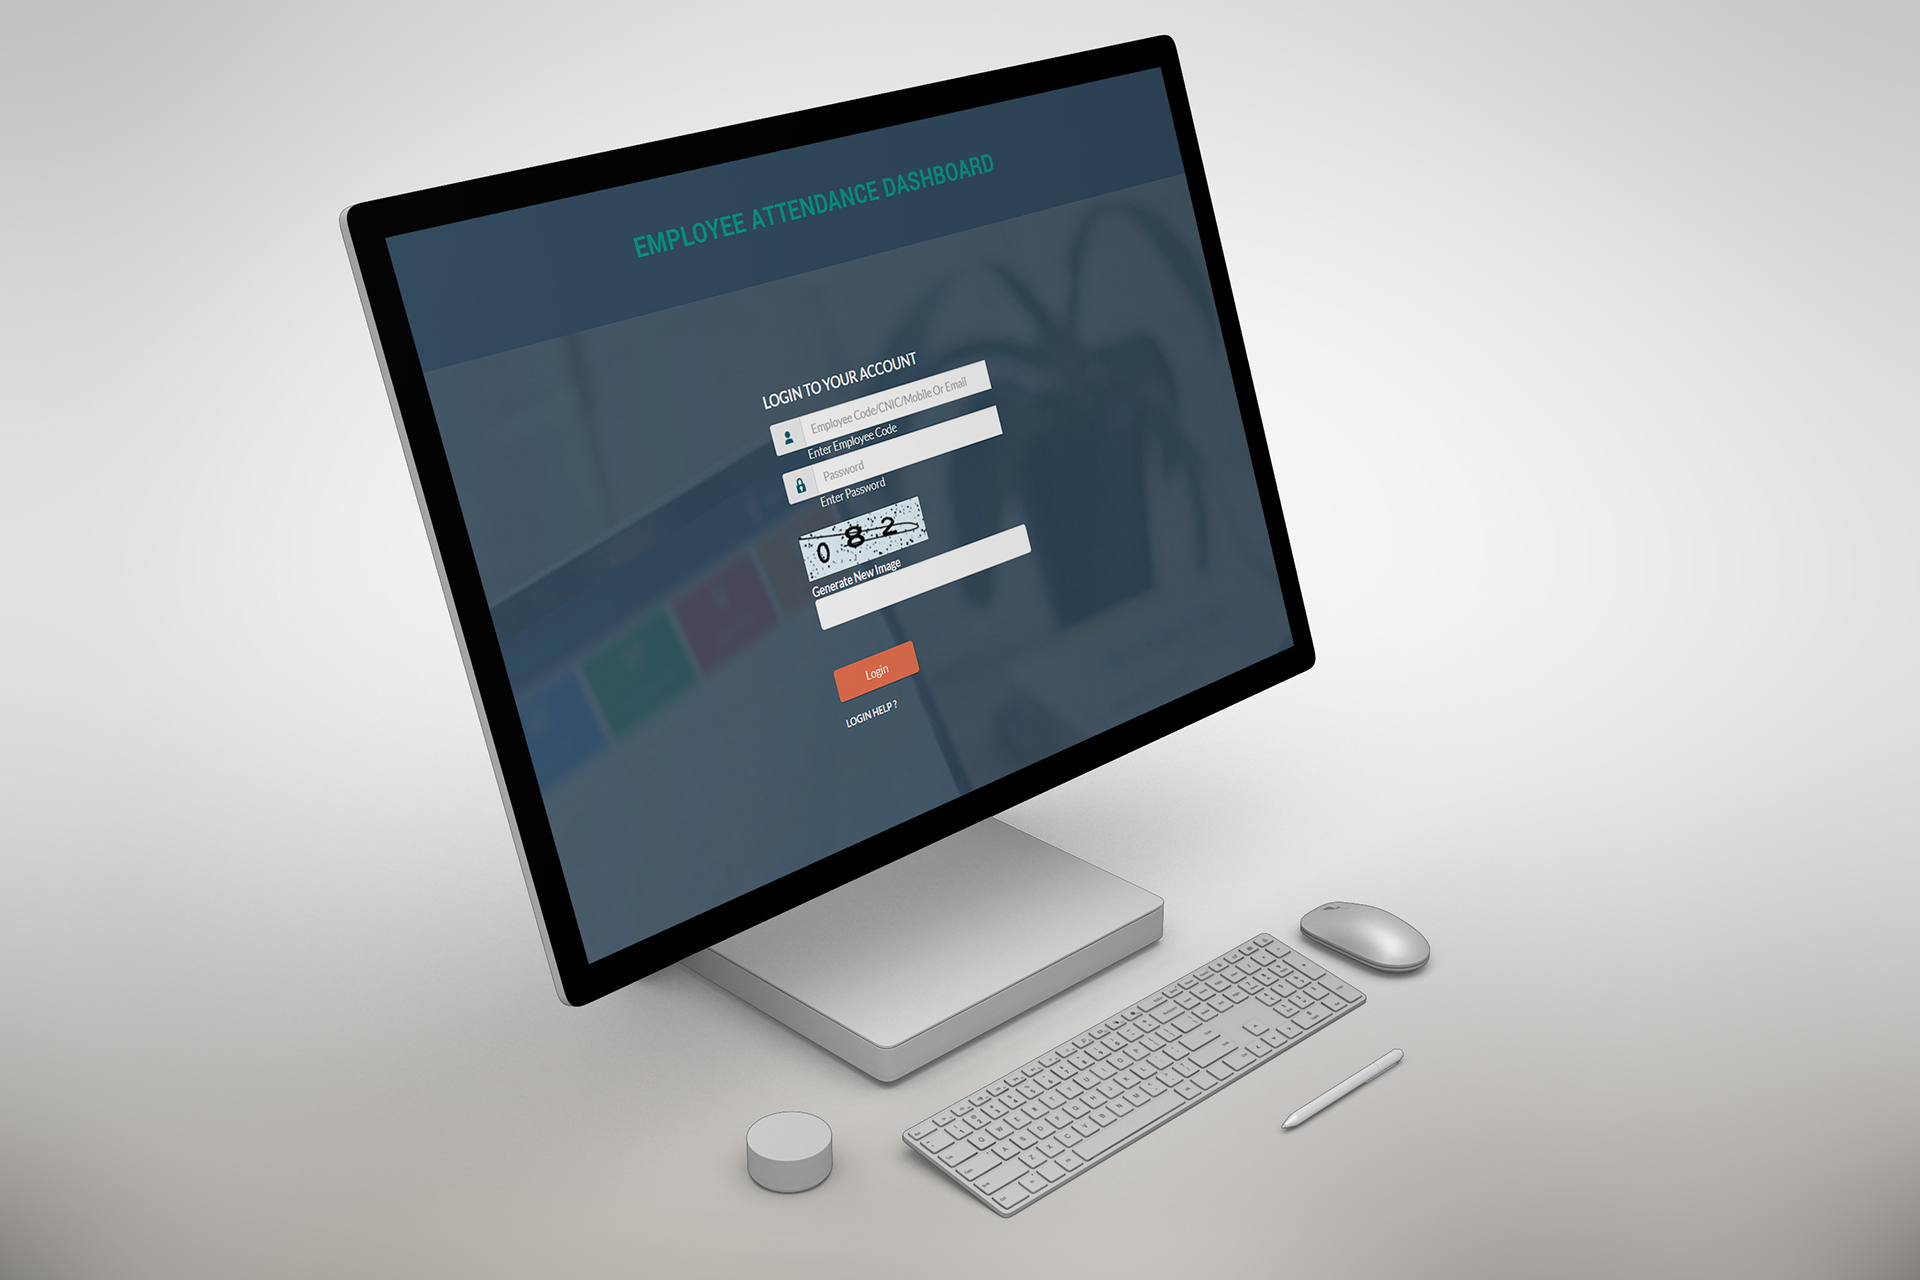 EMPLOYEE ATTENDANCE DASHBOARD
LOGIN TO YOUR ACCOUNT
Employee Code/CNIC/Mobile Or Email
Enter Employee Code
Password
Enter Password
082
Generate New Image
Login
LOGIN HELP ?